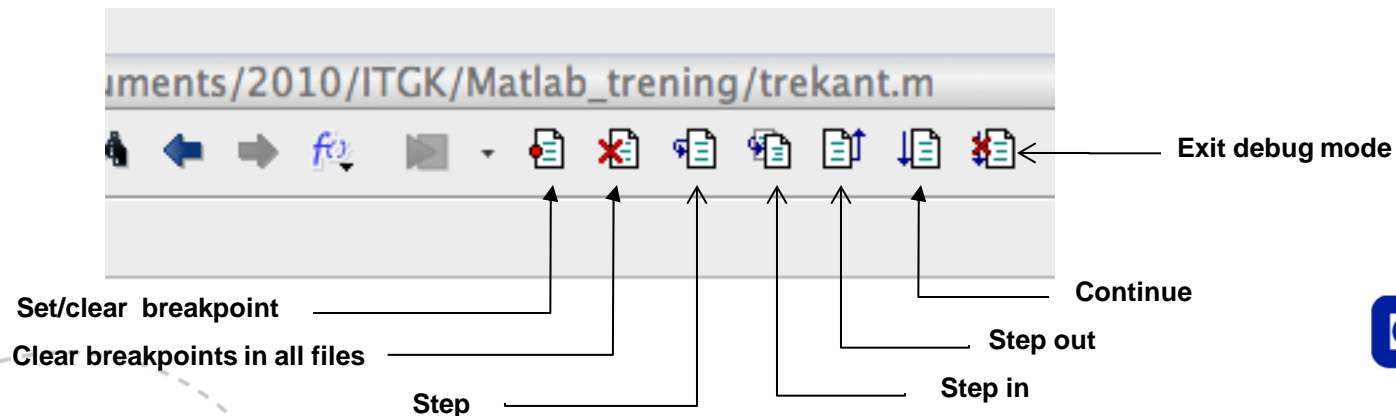 uments/2010/ITGK/Matlab_trening/trekant.m
Exit debug mode
Set/clear breakpoint
Continue
Clear breakpoints in all files
Step out
Step in
Step